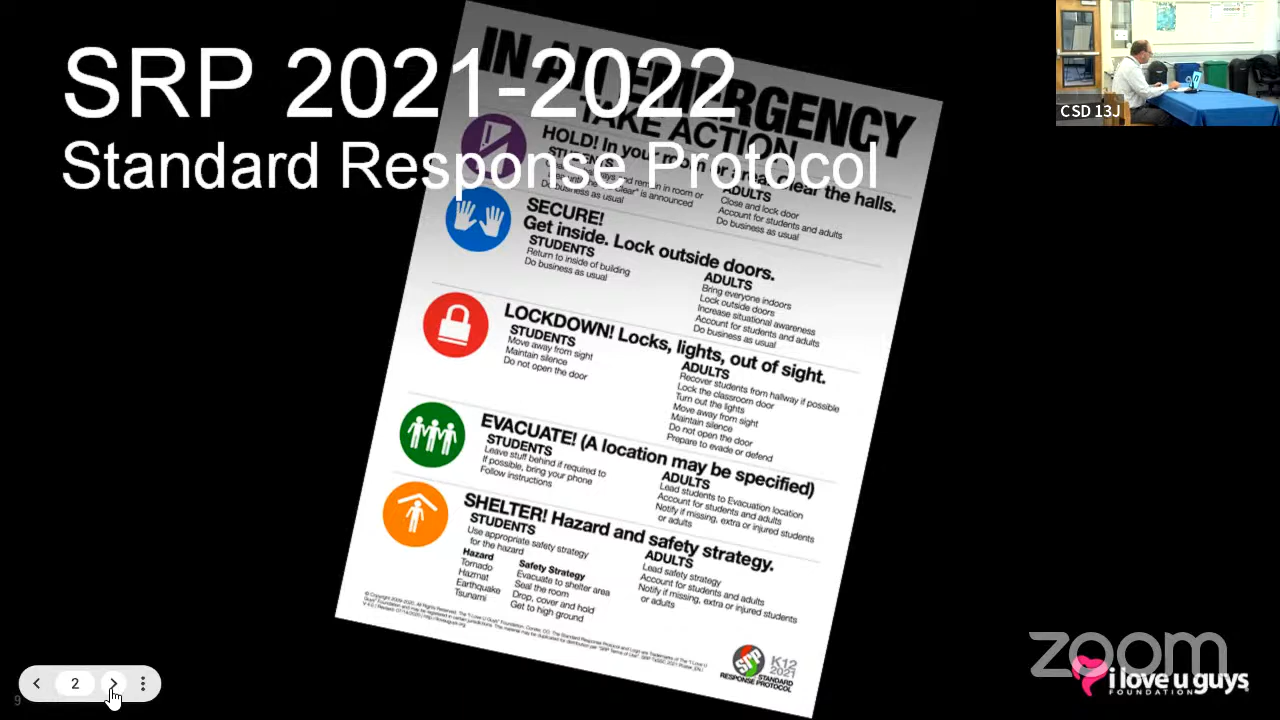 SRP 2021-2022
Standard Response Protocol
IN AN EMERGENCY
TAKE ACTION
HOLD! In your room or area. Clear the halls.
STUDENTS
and remain in room or
is announced
Do business as usual
ADULTS
Close and lock door
Account for students and adults
Do business as usual
SECURE!
Get inside. Lock outside doors.
STUDENTS
Return to inside of building
Do business as usual
ADULTS
Bring everyone indoors
Lock outside doors
Increase situational awareness
Account for students and adults
Do business as usual
LOCKDOWN! Locks, lights, out of sight.
STUDENTS
Move away from sight
Maintain silence
Do not open the door
ADULTS
Recover students from hallway if possible
Lock the classroom door
Turn out the lights
Move away from sight
Maintain silence
Do not open the door
Prepare to evade or defend
EVACUATE! (A location may be specified)
STUDENTS
Leave stuff behind if required to
If possible, bring your phone
Follow instructions
ADULTS
Lead students to Evacuation location
Account for students and adults
Notify if missing, extra or injured students
or adults
SHELTER! Hazard and safety strategy.
STUDENTS
Use appropriate safety strategy
for the hazard
Hazard
Tornado
Hazmat
Earthquake
Tsunami
Safety Strategy
Evacuate to shelter area
Seal the room
Drop, cover and hold
Get to high ground
ADULTS
Lead safety strategy
Account for students and adults
Notify if missing, extra or injured students
or adults
srp
K12
2021
STANDARD
RESPONSE PROTOCOL
CSD 13J
zoom
i love u guys
FOUNDATION
2
9